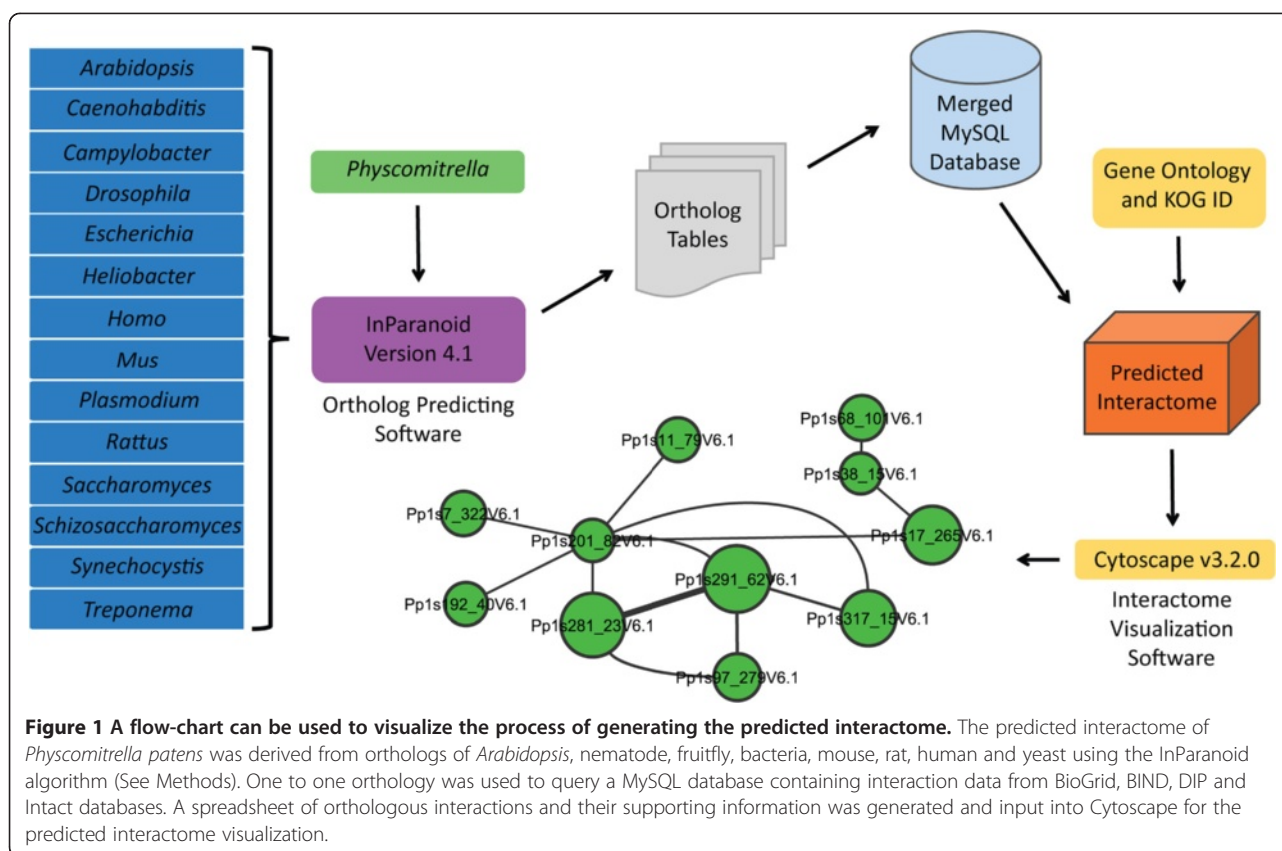 Arabidopsis
Caenohabditis
Campylobacter
Drosophila
Escherichia
Heliobacter
Homo
Mus
Plasmodium
Rattus
Saccharomyces
Schizosaccharomyces
Synechocystis
Treponema
Physcomitrella
InParanoid
Version 4.1
Ortholog Predicting
Software
Ortholog
Tables
Merged
MySQL
Database
Gene Ontology
and KOG ID
Predicted
Interactome
Cytoscape v3.2.0
Interactome
Visualization
Software
Pp1s68_101V6.1
Pp1s11_79V6.1
Pp1s38_15V6.1
Pp1s7_322V6.1
Pp1s201_82V6.1
Pp1s17_265V6.1
Pp1s291_62V6.1
Pp1s192_40V6.1
Pp1s281_23V6.1
Pp1s317_15V6.1
Pp1s97_279V6.1
Figure 1 A flow-chart can be used to visualize the process of generating the predicted interactome. The predicted interactome of
Physcomitrella patens was derived from orthologs of Arabidopsis, nematode, fruitfly, bacteria, mouse, rat, human and yeast using the InParanoid
algorithm (See Methods). One to one orthology was used to query a MySQL database containing interaction data from BioGrid, BIND, DIP and
Intact databases. A spreadsheet of orthologous interactions and their supporting information was generated and input into Cytoscape for the
predicted interactome visualization.